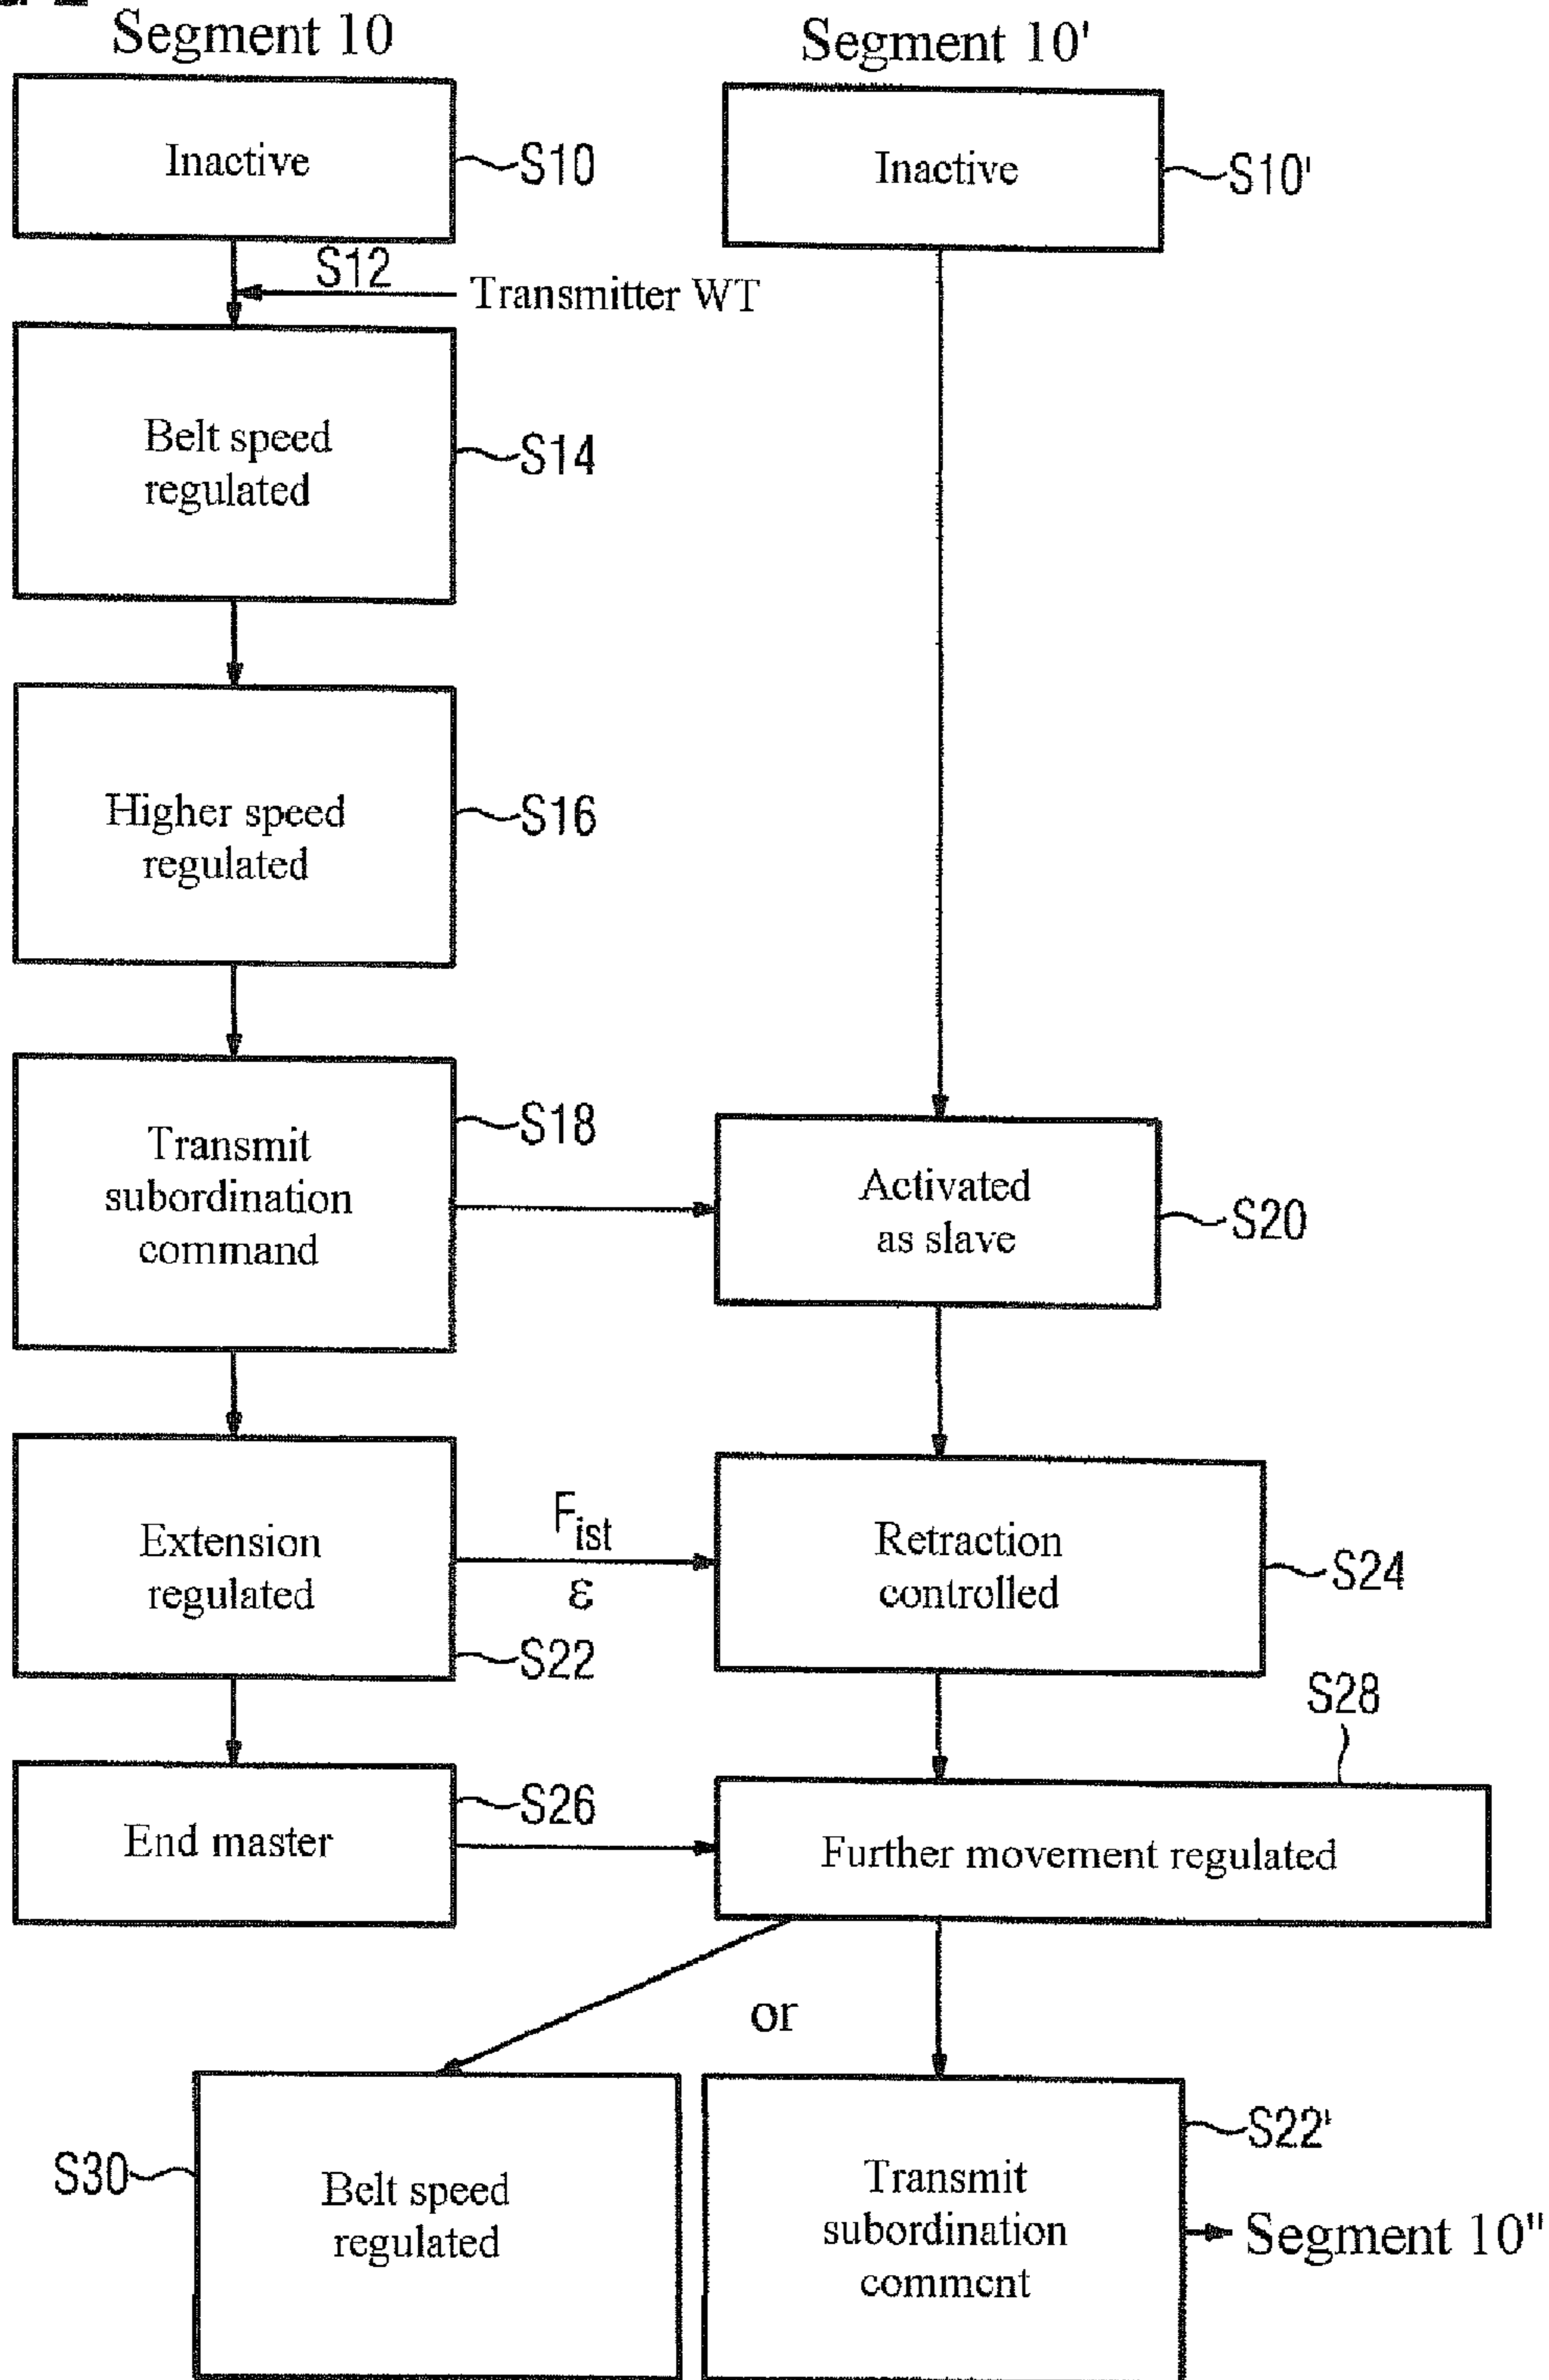 Segment 10
Segment 10'
Inactive
S10
Inactive
S10'
S12
Transmitter WT
Belt speed
regulated
S14
Higher speed
regulated
S16
Transmit
subordination
command
S18
Activated
as slave
S20
Extension
regulated
S22
Fist
ε
Retraction
controlled
S24
End master
S26
S28
Further movement regulated
or
S30
Belt speed
regulated
Transmit
subordination
comment
S22'
Segment 10"